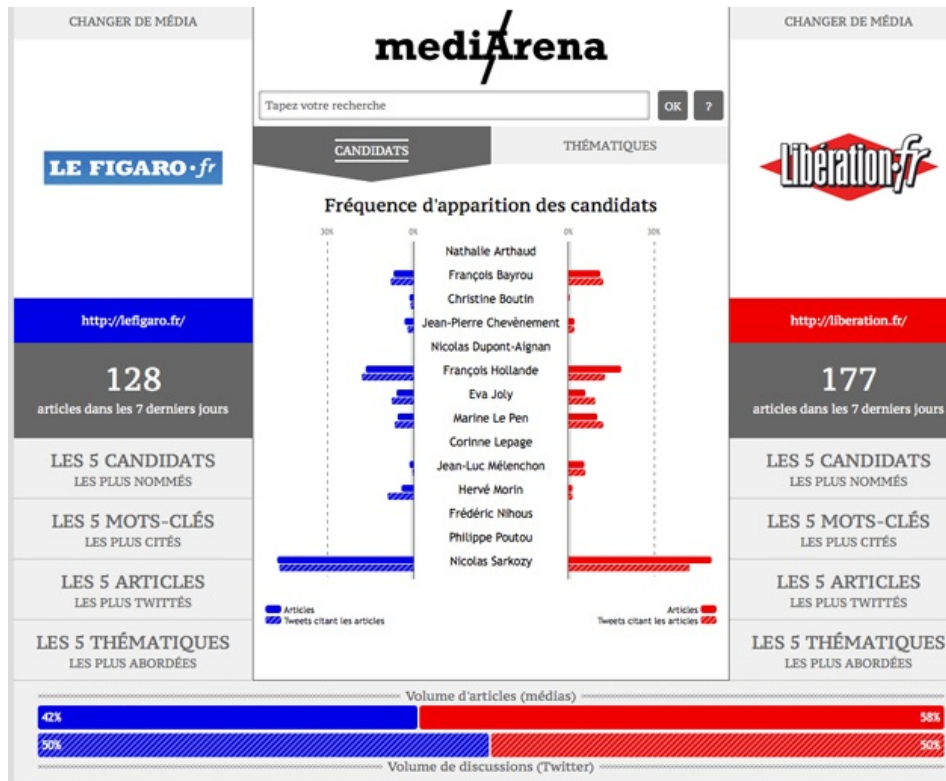 CHANGER DE MÉDIA
LE FIGARO·fr
http://lefigaro.fr/
128
articles dans les 7 derniers jours
LES 5 CANDIDATS
LES PLUS NOMMÉS
LES 5 MOTS-CLÉS
LES PLUS CITÉS
LES 5 ARTICLES
LES PLUS TWITTÉS
LES 5 THÉMATIQUES
LES PLUS ABORDÉES
mediArena
Tapez votre recherche
OK
?
CANDIDATS
THÉMATIQUES
Fréquence d'apparition des candidats
30% 0% 0% 30%
Nathalie Arthaud
François Bayrou
Christine Boutin
Jean-Pierre Chevènement
Nicolas Dupont-Aignan
François Hollande
Eva Joly
Marine Le Pen
Corinne Lepage
Jean-Luc Mélenchon
Hervé Morin
Frédéric Nihous
Philippe Poutou
Nicolas Sarkozy
Articles
Tweets citant les articles
Articles
Tweets citant les articles
CHANGER DE MÉDIA
Libération.fr
http://liberation.fr/
177
articles dans les 7 derniers jours
LES 5 CANDIDATS
LES PLUS NOMMÉS
LES 5 MOTS-CLÉS
LES PLUS CITÉS
LES 5 ARTICLES
LES PLUS TWITTÉS
LES 5 THÉMATIQUES
LES PLUS ABORDÉES
Volume d'articles (médias)
42% 58%
50% 50%
Volume de discussions (Twitter)